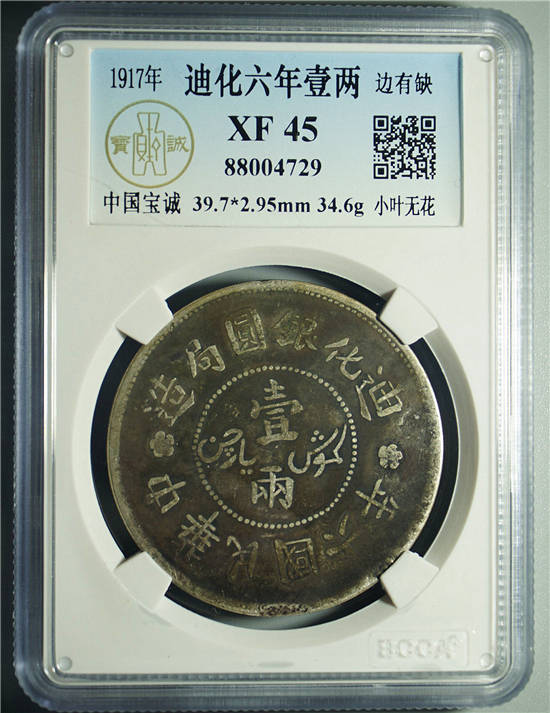 1917年 迪化六年壹两 边有缺
寳 誠
XF 45
88004729
中国宝诚 39.7*2.95mm 34.6g 小叶无花
迪化銀圓局造
壹
兩
中華民國六年
BCCA